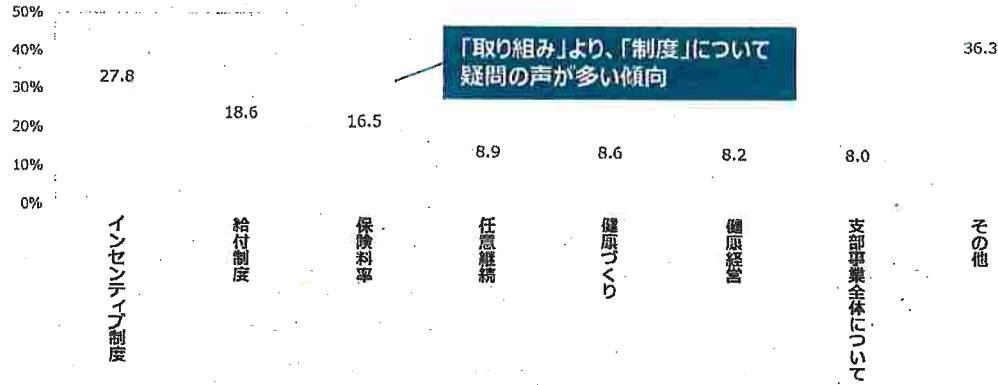 50%
40%
30%
20%
10%
0%
「取り組み」より、「制度」について
疑問の声が多い傾向
27.8
18.6
16.5
8.9
8.6
8.2
8.0
36.3
インセンティブ制度
給付制度
保険料率
任意継続
健康づくり
健康経営
支部事業全体について
その他